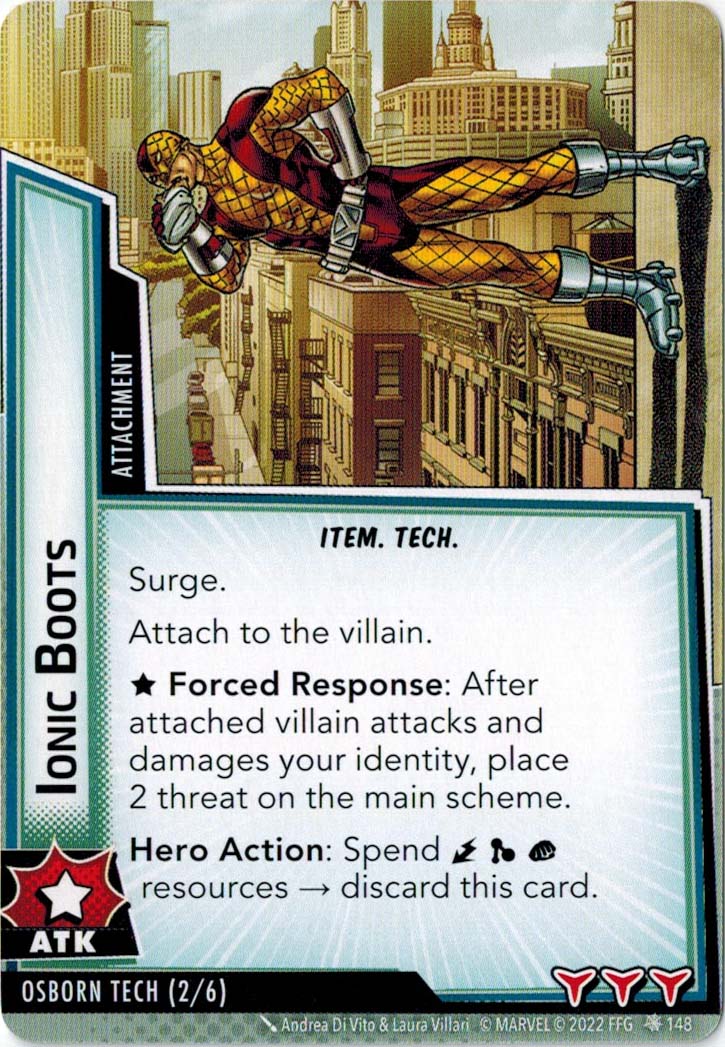 ATTACHMENT
IONIC BOOTS
ITEM. TECH.
Surge.
Attach to the villain.
★ Forced Response: After
attached villain attacks and
damages your identity, place
2 threat on the main scheme.
Hero Action: Spend
resources → discard this card.
ATK
OSBORN TECH (2/6)
Andrea Di Vito & Laura Villari © MARVEL © 2022 FFG 148